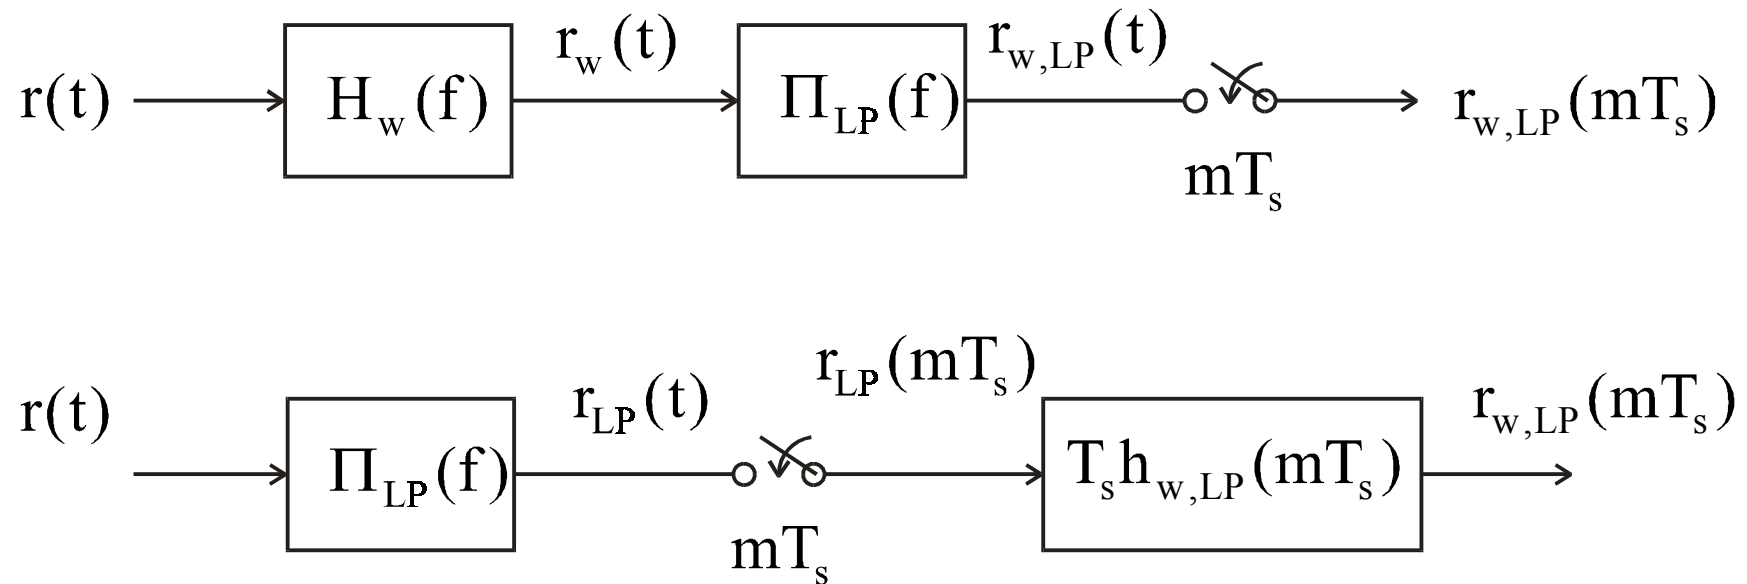 r(t) H_w(f) r_w(t) Π_LP(f) r_w,LP(t) r_w,LP(mT_s)
mT_s
r(t) Π_LP(f) r_LP(t) r_LP(mT_s) T_s h_w,LP(mT_s) r_w,LP(mT_s)
mT_s